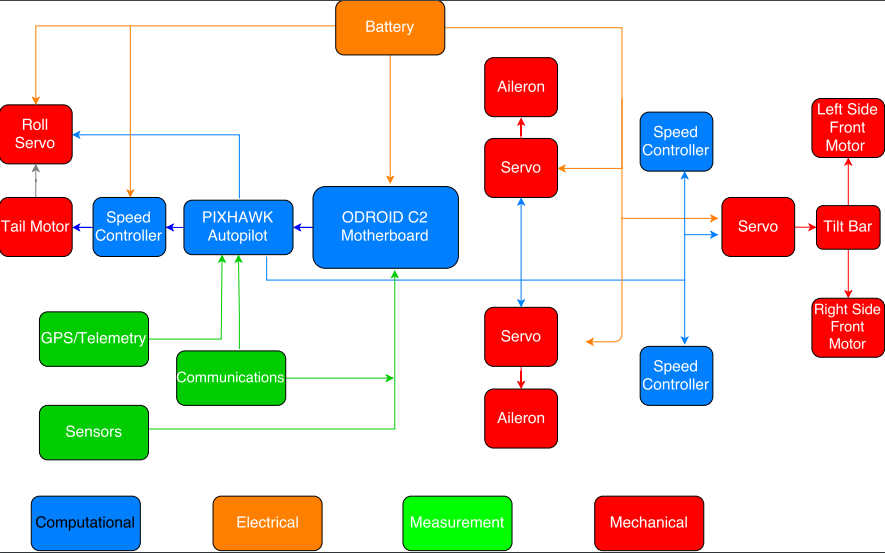 Battery
Aileron
Roll
Servo
Speed
Controller
Left Side
Front
Motor
Servo
Tail Motor
Speed
Controller
PIXHAWK
Autopilot
ODROID C2
Motherboard
Servo
Tilt Bar
GPS/Telemetry
Servo
Right Side
Front
Motor
Communications
Speed
Controller
Sensors
Aileron
Computational
Electrical
Measurement
Mechanical